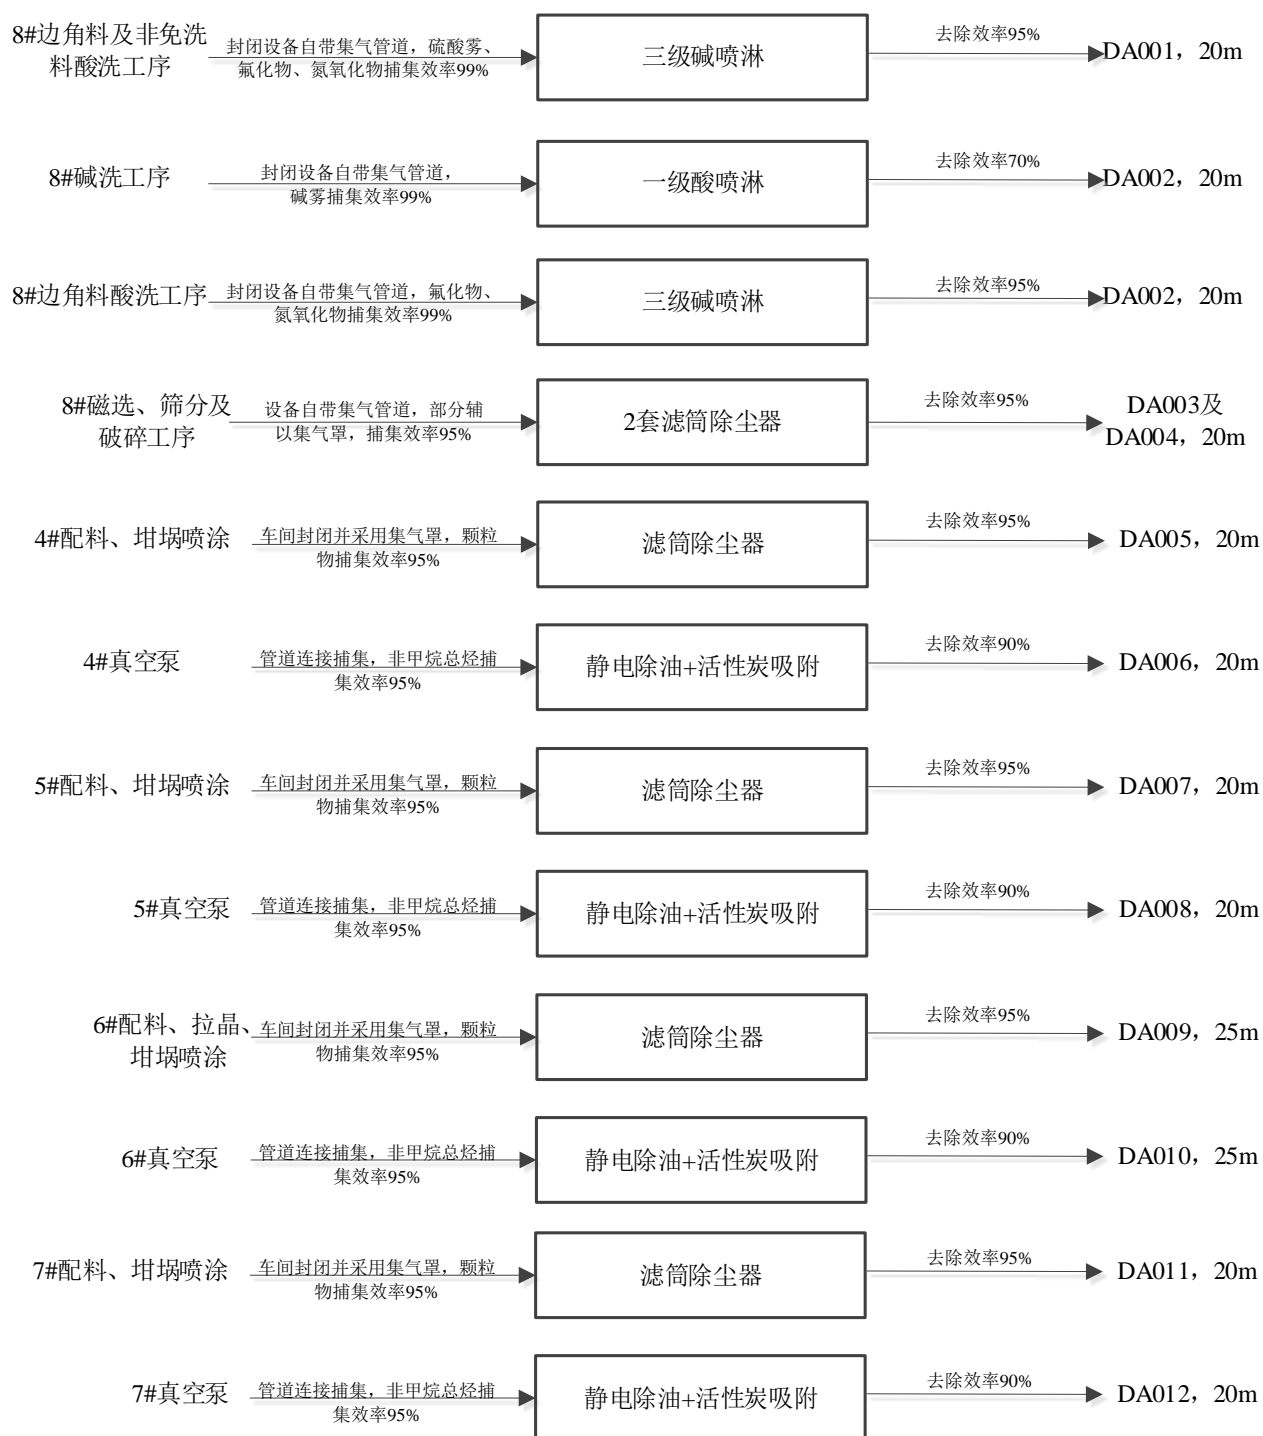 8#边角料及非免洗
料酸洗工序
封闭设备自带集气管道，硫酸雾、
氟化物、氮氧化物捕集效率99%
三级碱喷淋
去除效率95%
DA001，20m
8#碱洗工序
封闭设备自带集气管道，
碱雾捕集效率99%
一级酸喷淋
去除效率70%
DA002，20m
8#边角料酸洗工序
封闭设备自带集气管道，氟化物、
氮氧化物捕集效率99%
三级碱喷淋
去除效率95%
DA002，20m
8#磁选、筛分及
破碎工序
设备自带集气管道，部分辅
以集气罩，捕集效率95%
2套滤筒除尘器
去除效率95%
DA003及
DA004，20m
4#配料、坩埚喷涂
车间封闭并采用集气罩，颗粒
物捕集效率95%
滤筒除尘器
去除效率95%
DA005，20m
4#真空泵
管道连接捕集，非甲烷总烃捕
集效率95%
静电除油+活性炭吸附
去除效率90%
DA006，20m
5#配料、坩埚喷涂
车间封闭并采用集气罩，颗粒
物捕集效率95%
滤筒除尘器
去除效率95%
DA007，20m
5#真空泵
管道连接捕集，非甲烷总烃捕
集效率95%
静电除油+活性炭吸附
去除效率90%
DA008，20m
6#配料、拉晶、
坩埚喷涂
车间封闭并采用集气罩，颗粒
物捕集效率95%
滤筒除尘器
去除效率95%
DA009，25m
6#真空泵
管道连接捕集，非甲烷总烃捕
集效率95%
静电除油+活性炭吸附
去除效率90%
DA010，25m
7#配料、坩埚喷涂
车间封闭并采用集气罩，颗粒
物捕集效率95%
滤筒除尘器
去除效率95%
DA011，20m
7#真空泵
管道连接捕集，非甲烷总烃捕
集效率95%
静电除油+活性炭吸附
去除效率90%
DA012，20m